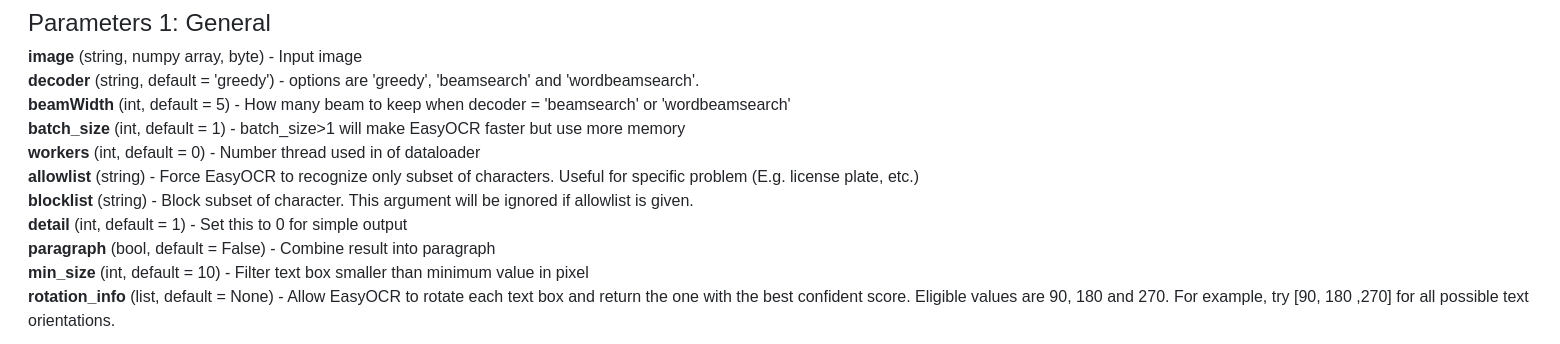 Parameters 1: General
image (string, numpy array, byte) - Input image
decoder (string, default = 'greedy') - options are 'greedy', 'beamsearch' and 'wordbeamsearch'.
beamWidth (int, default = 5) - How many beam to keep when decoder = 'beamsearch' or 'wordbeamsearch'
batch_size (int, default = 1) - batch_size>1 will make EasyOCR faster but use more memory
workers (int, default = 0) - Number thread used in of dataloader
allowlist (string) - Force EasyOCR to recognize only subset of characters. Useful for specific problem (E.g. license plate, etc.)
blocklist (string) - Block subset of character. This argument will be ignored if allowlist is given.
detail (int, default = 1) - Set this to 0 for simple output
paragraph (bool, default = False) - Combine result into paragraph
min_size (int, default = 10) - Filter text box smaller than minimum value in pixel
rotation_info (list, default = None) - Allow EasyOCR to rotate each text box and return the one with the best confident score. Eligible values are 90, 180 and 270. For example, try [90, 180 ,270] for all possible text
orientations.